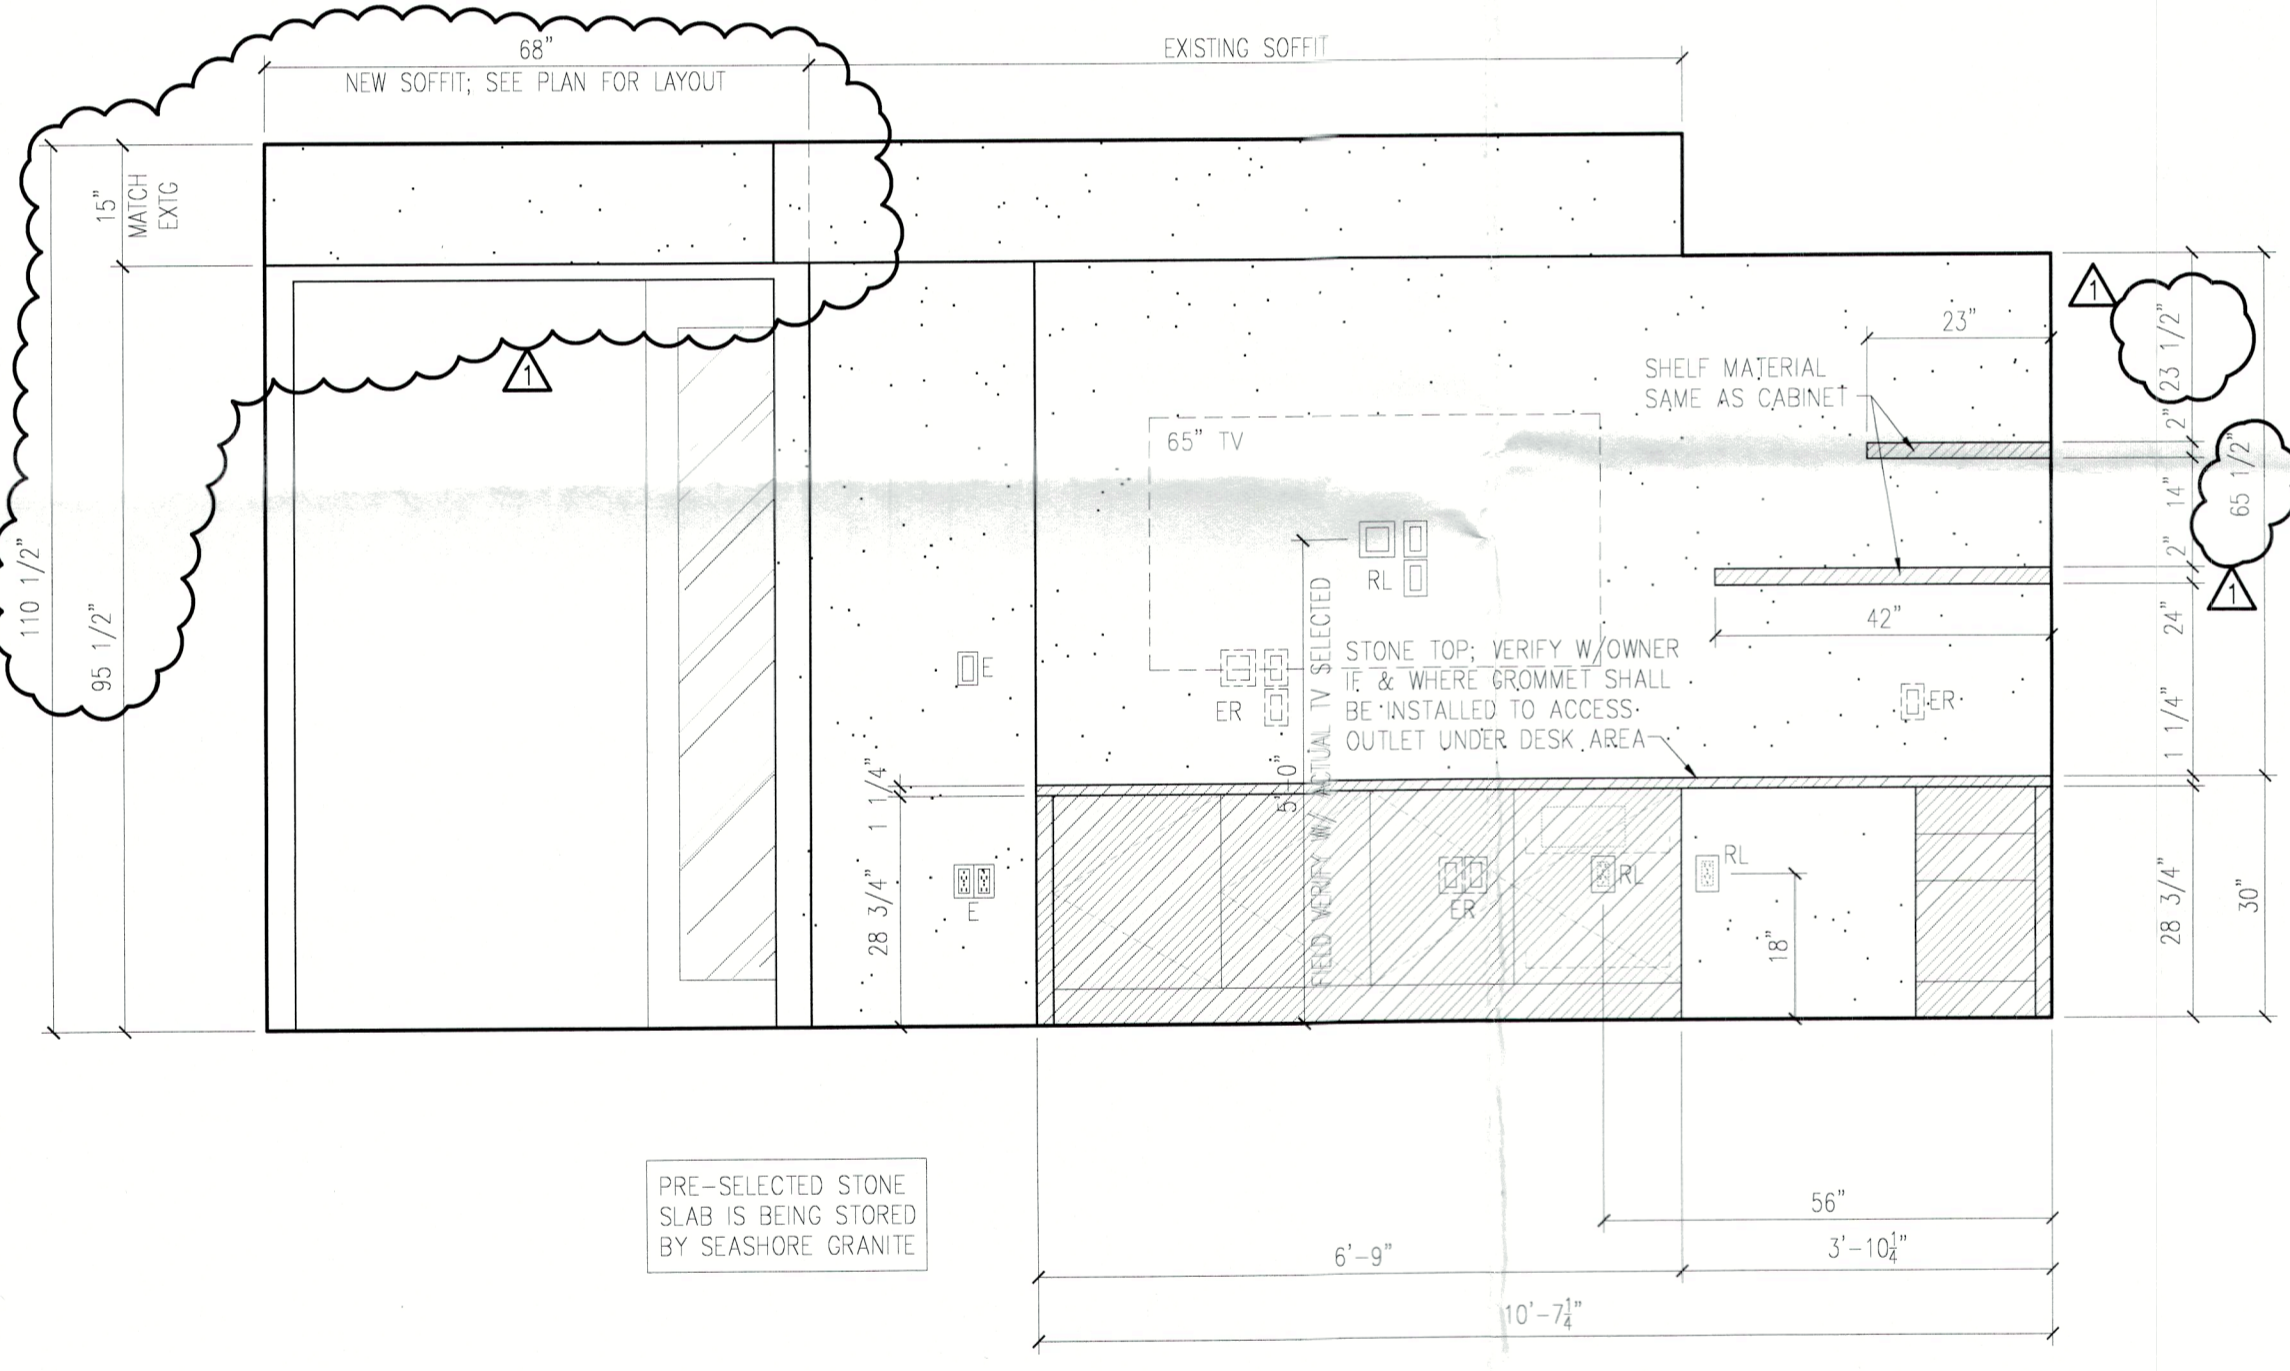 68"
NEW SOFFIT; SEE PLAN FOR LAYOUT
EXISTING SOFFIT
15"
MATCH
EXTG
110 1/2"
95 1/2"
1
1
23 1/2"
2"
14"
2"
24"
1 1/4"
28 3/4"
65 1/2"
30"
1
23"
SHELF MATERIAL
SAME AS CABINET
42"
65" TV
RL
E
ER
STONE TOP; VERIFY W/OWNER
IF & WHERE GROMMET SHALL
BE INSTALLED TO ACCESS
OUTLET UNDER DESK AREA
ER
5'-0"
FIELD VERIFY W/ ACTUAL TV SELECTED
1 1/4"
28 3/4"
E
ER
RL
RL
18"
PRE-SELECTED STONE
SLAB IS BEING STORED
BY SEASHORE GRANITE
56"
6'-9"
3'-10 1/4"
10'-7 1/4"